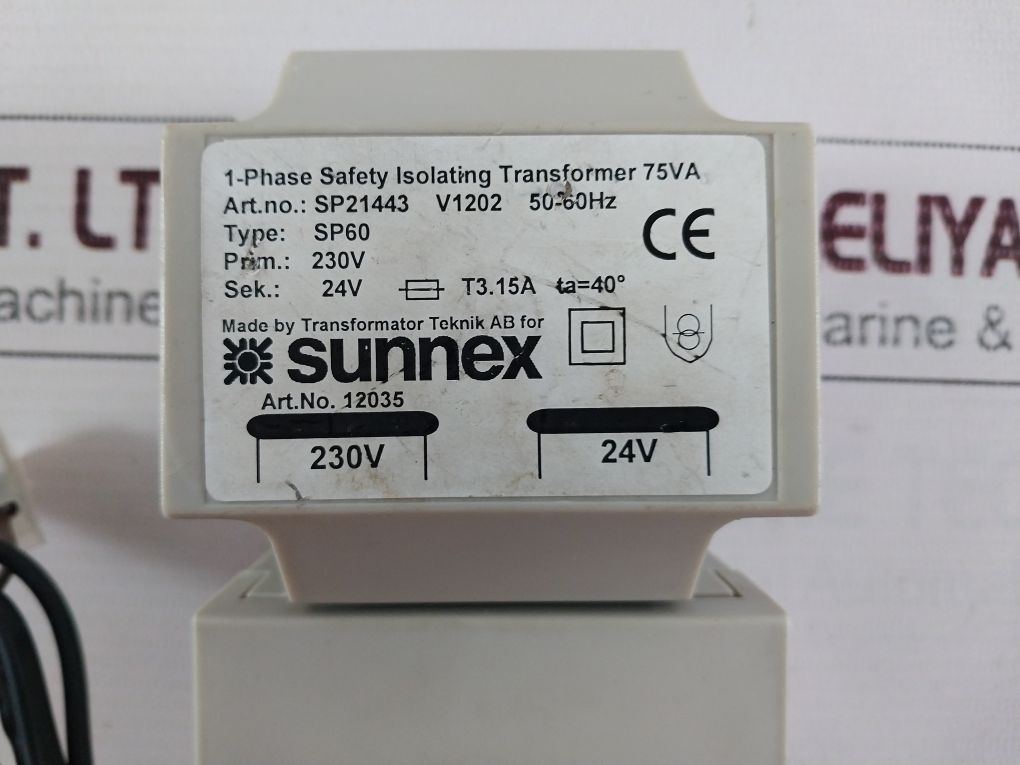 T. LT
ELIYA
achine
arine &
1-Phase Safety Isolating Transformer 75VA
Art.no.: SP21443 V1202 50-60Hz
Type: SP60
Prim.: 230V
Sek.: 24V T3.15A ta=40°
CE
Made by Transformator Teknik AB for
sunnex
Art.No. 12035
230V 24V